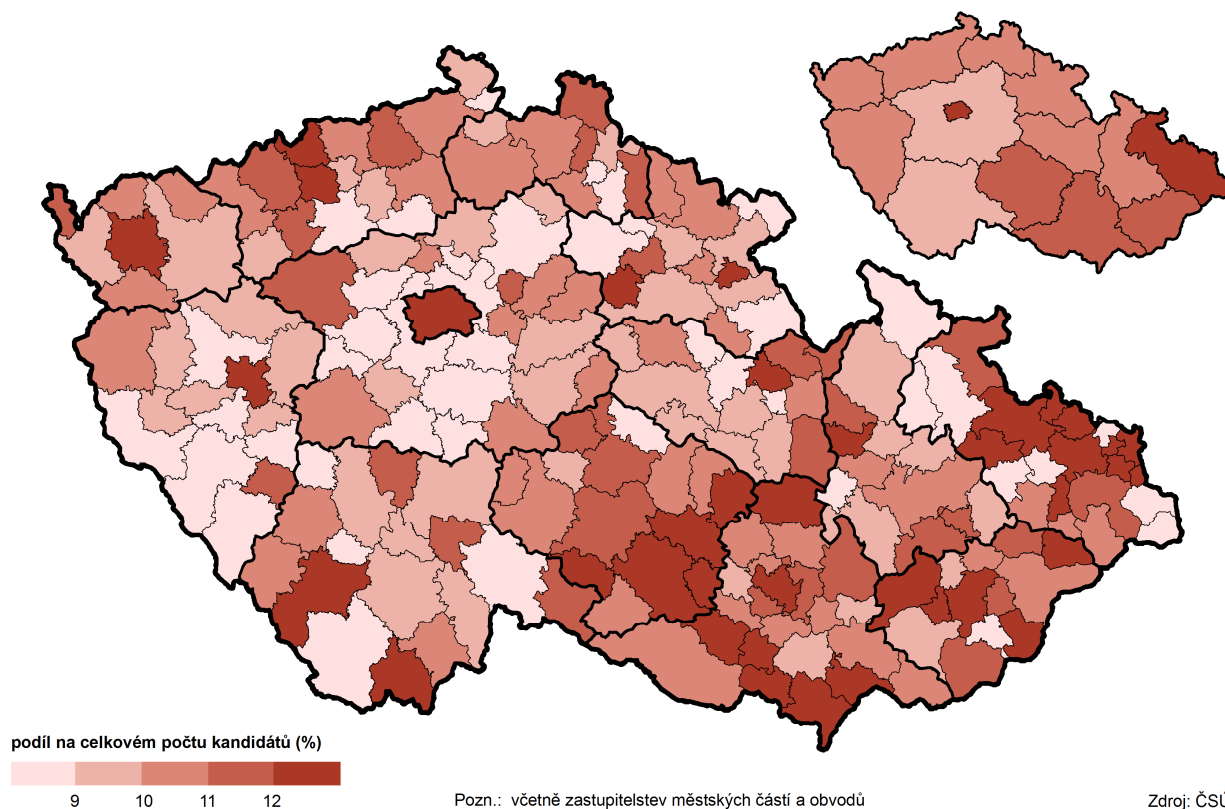 podíl na celkovém počtu kandidátů (%)
9 10 11 12
Pozn.: včetně zastupitelstev městských částí a obvodů
Zdroj: ČSÚ